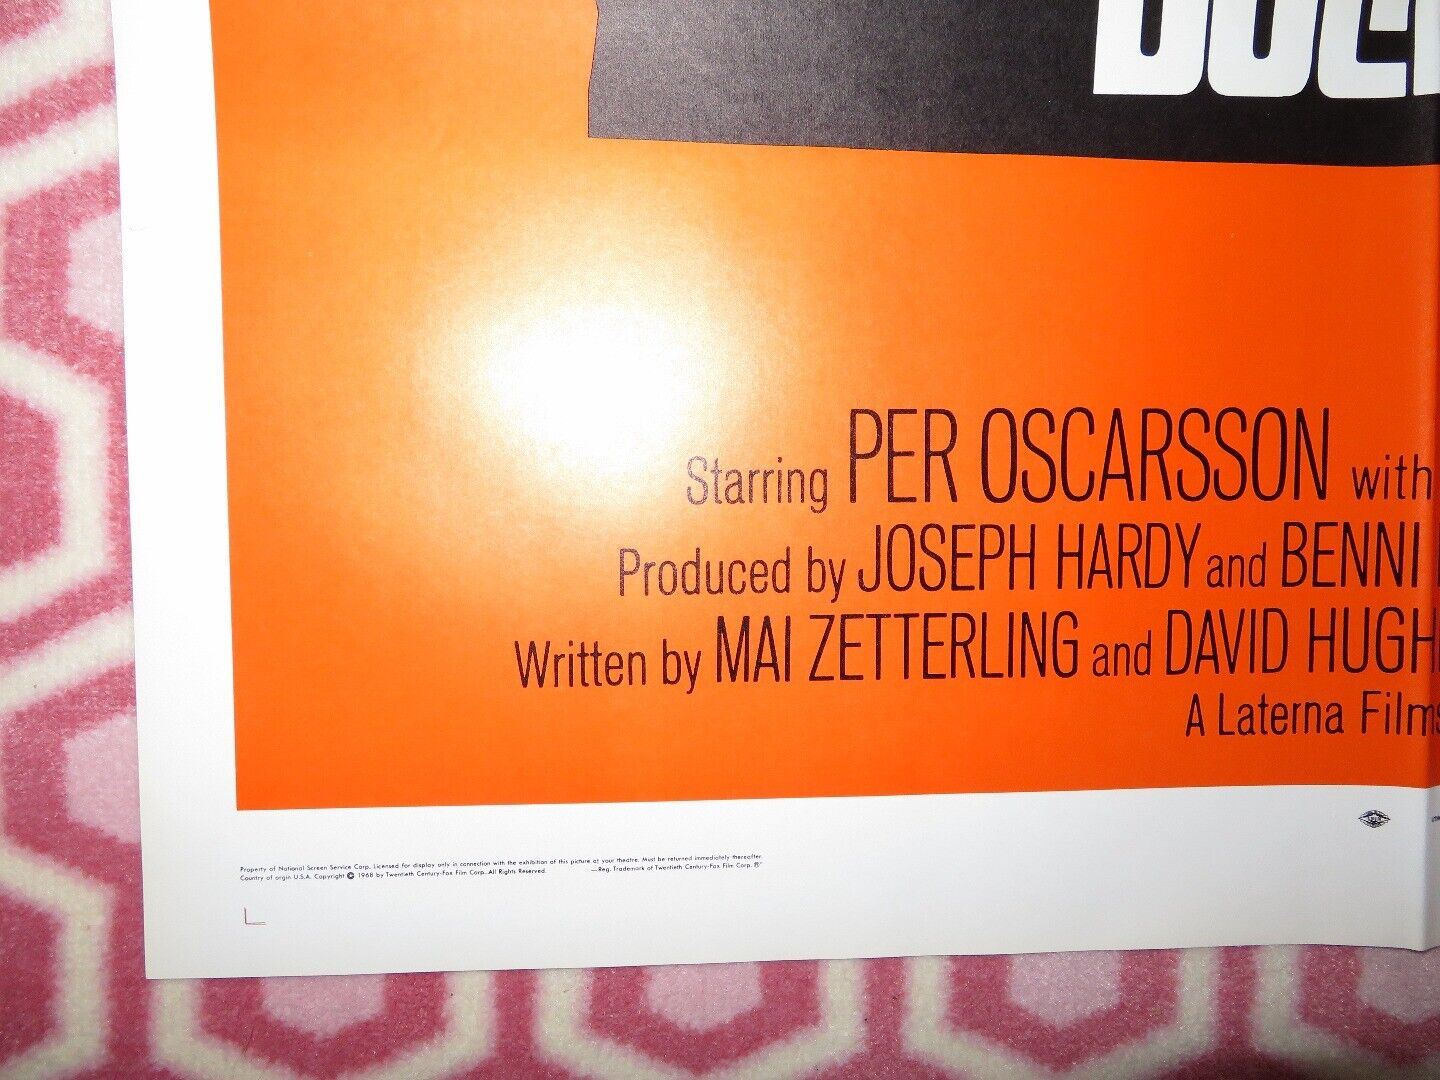 Starring PER OSCARSSON with
Produced by JOSEPH HARDY and BENNI
Written by MAI ZETTERLING and DAVID HUGH
A Laterna Films
Property of National Screen Service Corp. Licensed for display only in connection with the exhibition of this picture at your theatre. Must be returned immediately thereafter.
Country of orgin U.S.A. Copyright © 1968 by Twentieth Century-Fox Film Corp. All Rights Reserved. —Reg. Trademark of Twentieth Century-Fox Film Corp. ®